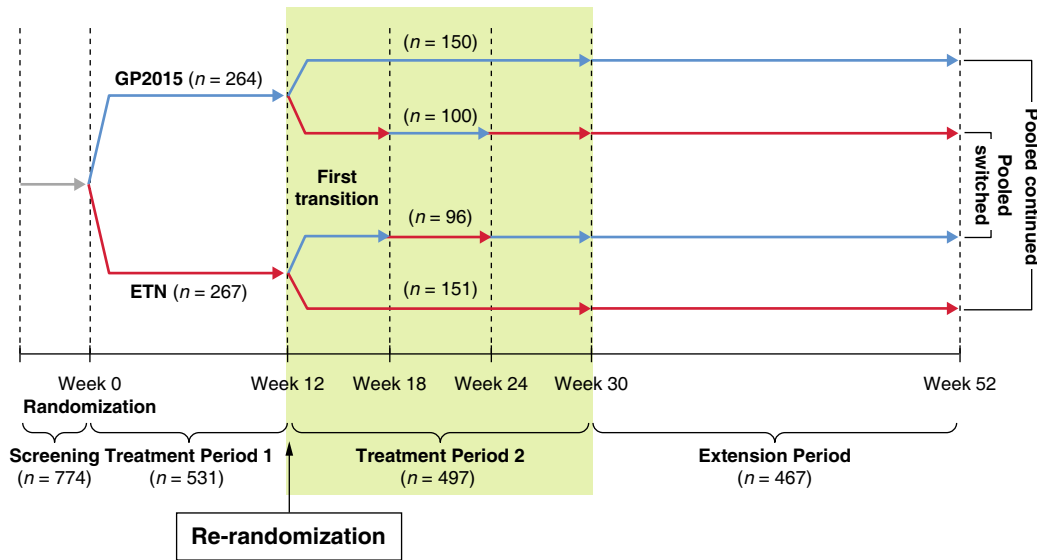 (n = 150)
GP2015 (n = 264)
(n = 100)
First
transition
(n = 96)
ETN (n = 267)
(n = 151)
Pooled
switched
Pooled continued
Week 0
Week 12
Week 18
Week 24
Week 30
Week 52
Randomization
Screening
(n = 774)
Treatment Period 1
(n = 531)
Treatment Period 2
(n = 497)
Extension Period
(n = 467)
Re-randomization